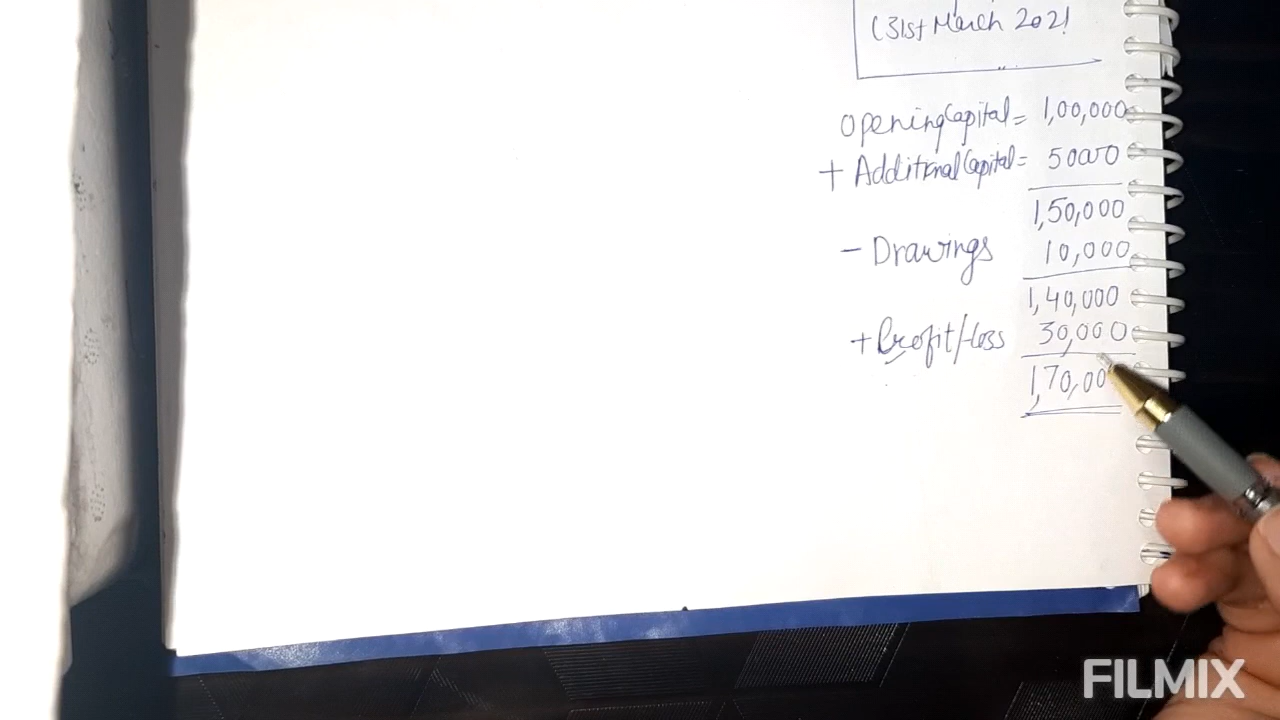 (31st March 2021
Opening Capital = 1,00,000
+ Additional Capital = 50000
1,50,000
- Drawings 10,000
1,40,000
+ Profit/loss 30,000
1,70,00
FILMIX